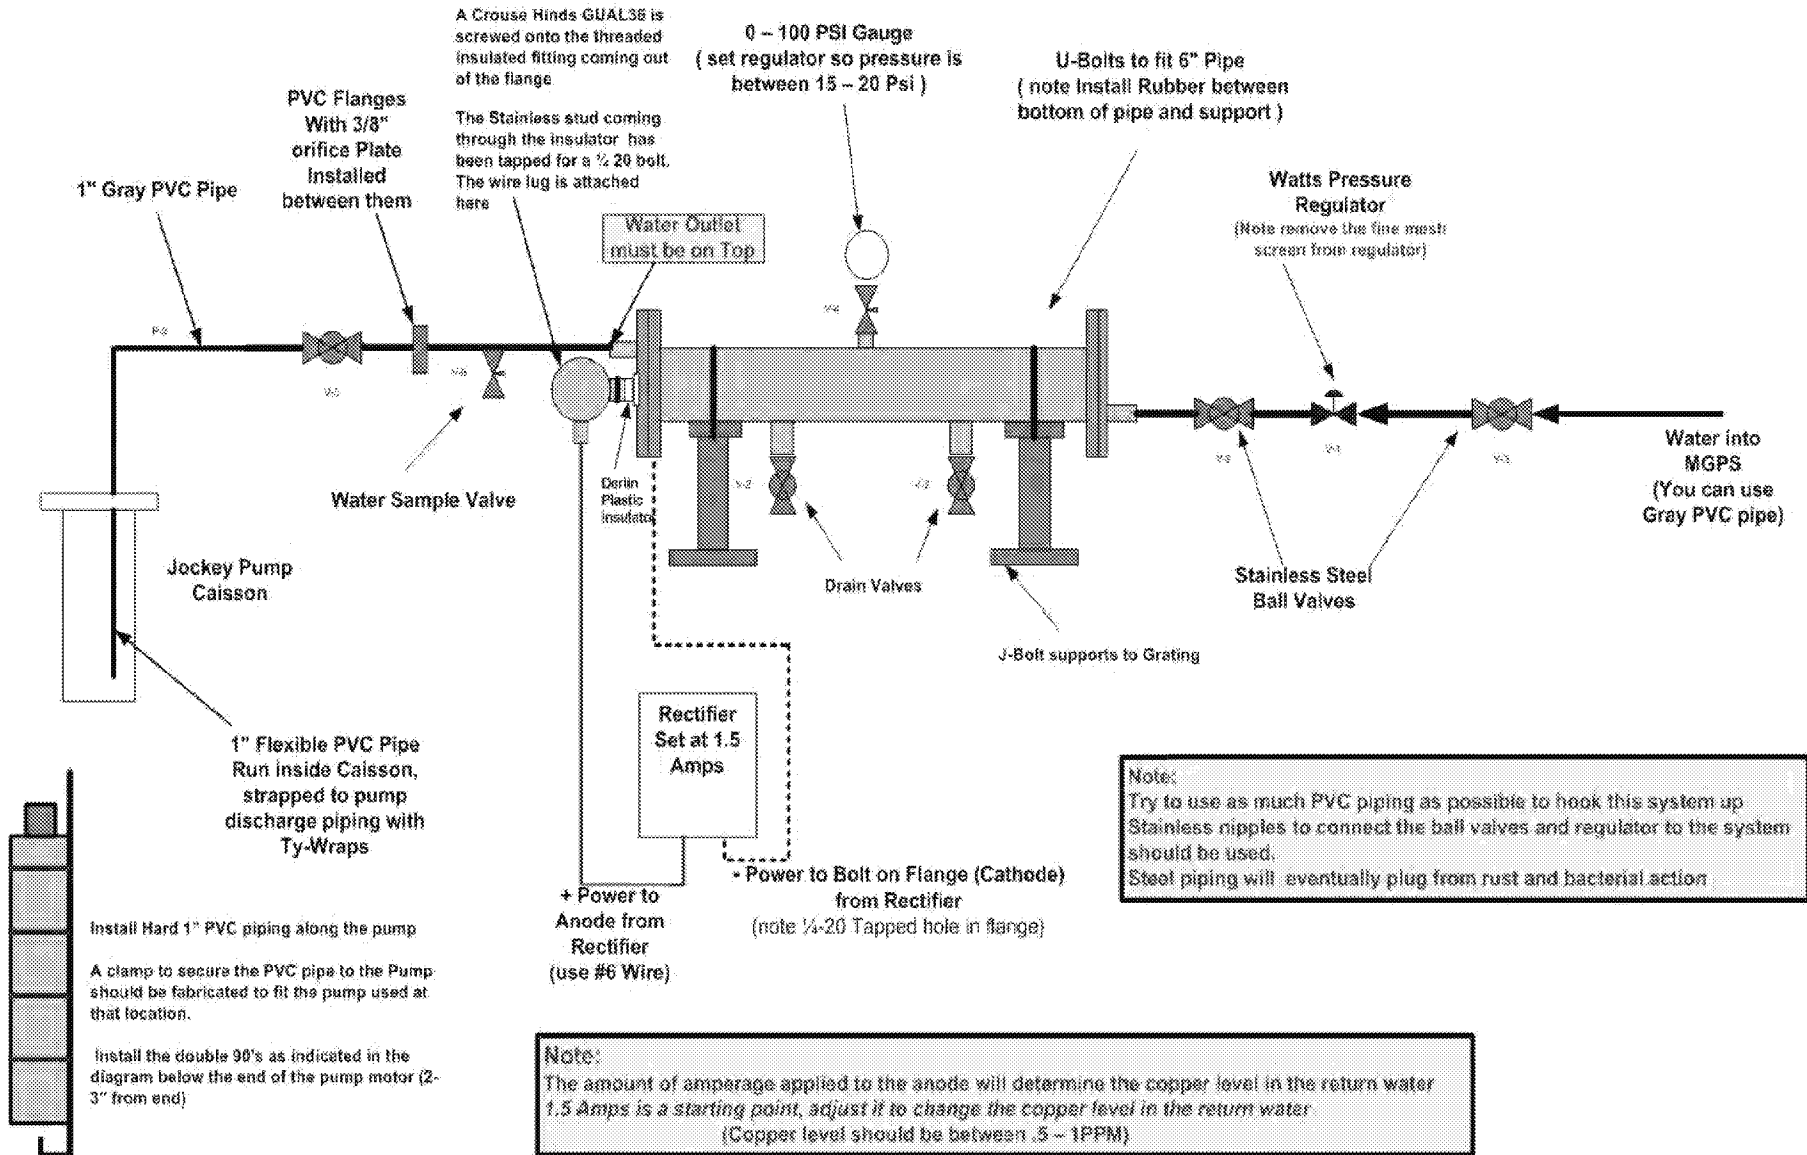 A Crouse Hinds GUAL36 is
screwed onto the threaded
insulated fitting coming out
of the flange
The Stainless stud coming
through the insulator has
been tapped for a ¼ 20 bolt.
The wire lug is attached
here
0 – 100 PSI Gauge
( set regulator so pressure is
between 15 – 20 Psi )
U-Bolts to fit 6" Pipe
( note Install Rubber between
bottom of pipe and support )
PVC Flanges
With 3/8"
orifice Plate
Installed
between them
1" Gray PVC Pipe
Watts Pressure
Regulator
(Note remove the fine mesh
screen from regulator)
Water Outlet
must be on Top
Water Sample Valve
Derlin
Plastic
insulator
V-2
Drain Valves
J-Bolt supports to Grating
Stainless Steel
Ball Valves
Water into
MGPS
(You can use
Gray PVC pipe)
Jockey Pump
Caisson
1" Flexible PVC Pipe
Run inside Caisson,
strapped to pump
discharge piping with
Ty-Wraps
Rectifier
Set at 1.5
Amps
+ Power to
Anode from
Rectifier
(use #6 Wire)
- Power to Bolt on Flange (Cathode)
from Rectifier
(note ¼-20 Tapped hole in flange)
Note:
Try to use as much PVC piping as possible to hook this system up
Stainless nipples to connect the ball valves and regulator to the system
should be used.
Steel piping will eventually plug from rust and bacterial action
Install Hard 1" PVC piping along the pump
A clamp to secure the PVC pipe to the Pump
should be fabricated to fit the pump used at
that location.
Install the double 90's as indicated in the
diagram below the end of the pump motor (2-
3" from end)
Note:
The amount of amperage applied to the anode will determine the copper level in the return water
1.5 Amps is a starting point, adjust if to change the copper level in the return water
(Copper level should be between .5 – 1PPM)